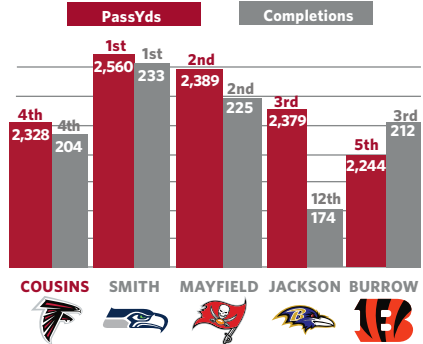 PassYds
Completions
1st
2,560
1st
233
2nd
2,389
2nd
225
3rd
2,379
12th
174
4th
2,328
4th
204
5th
2,244
3rd
212
COUSINS SMITH MAYFIELD JACKSON BURROW